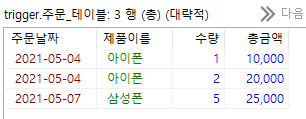 trigger.주문_테이블: 3 행 (총) (대략적) 다음
주문날짜 제품이름 수량 총금액
2021-05-04 아이폰 1 10,000
2021-05-04 아이폰 2 20,000
2021-05-07 삼성폰 5 25,000